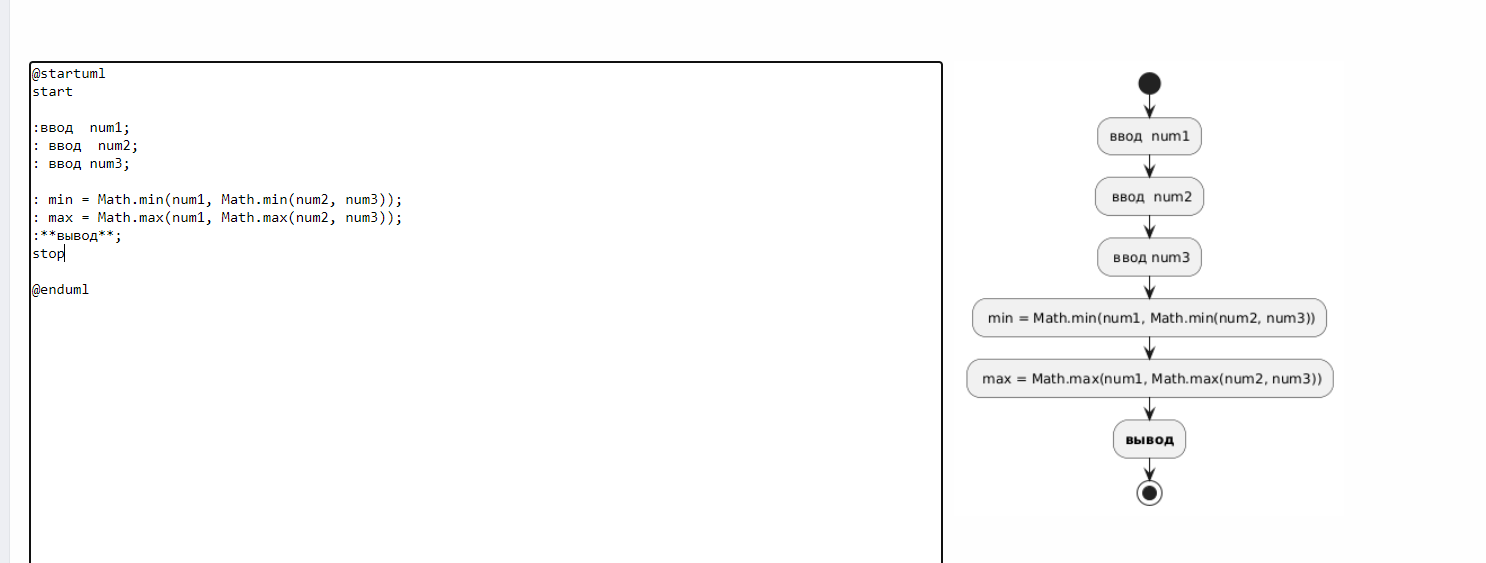 @startuml
start
:ввод  num1;
: ввод  num2;
: ввод num3;
: min = Math.min(num1, Math.min(num2, num3));
: max = Math.max(num1, Math.max(num2, num3));
:**вывод**;
stop
@enduml
ввод  num1
ввод  num2
ввод num3
min = Math.min(num1, Math.min(num2, num3))
max = Math.max(num1, Math.max(num2, num3))
вывод